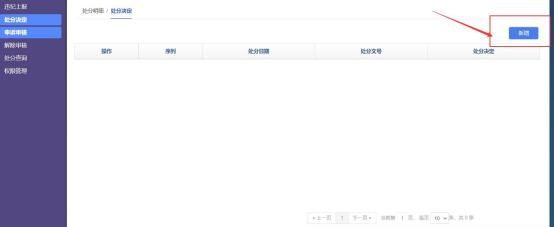 违纪上报
处分决定
申请审核
解除审核
处分查询
权限管理
处分明细 / 处分决定
新增
操作 序列 处分日期 处分文号 处分决定
上一页 1 下一页 当前第 1 页, 每页 10 条, 共 0 条